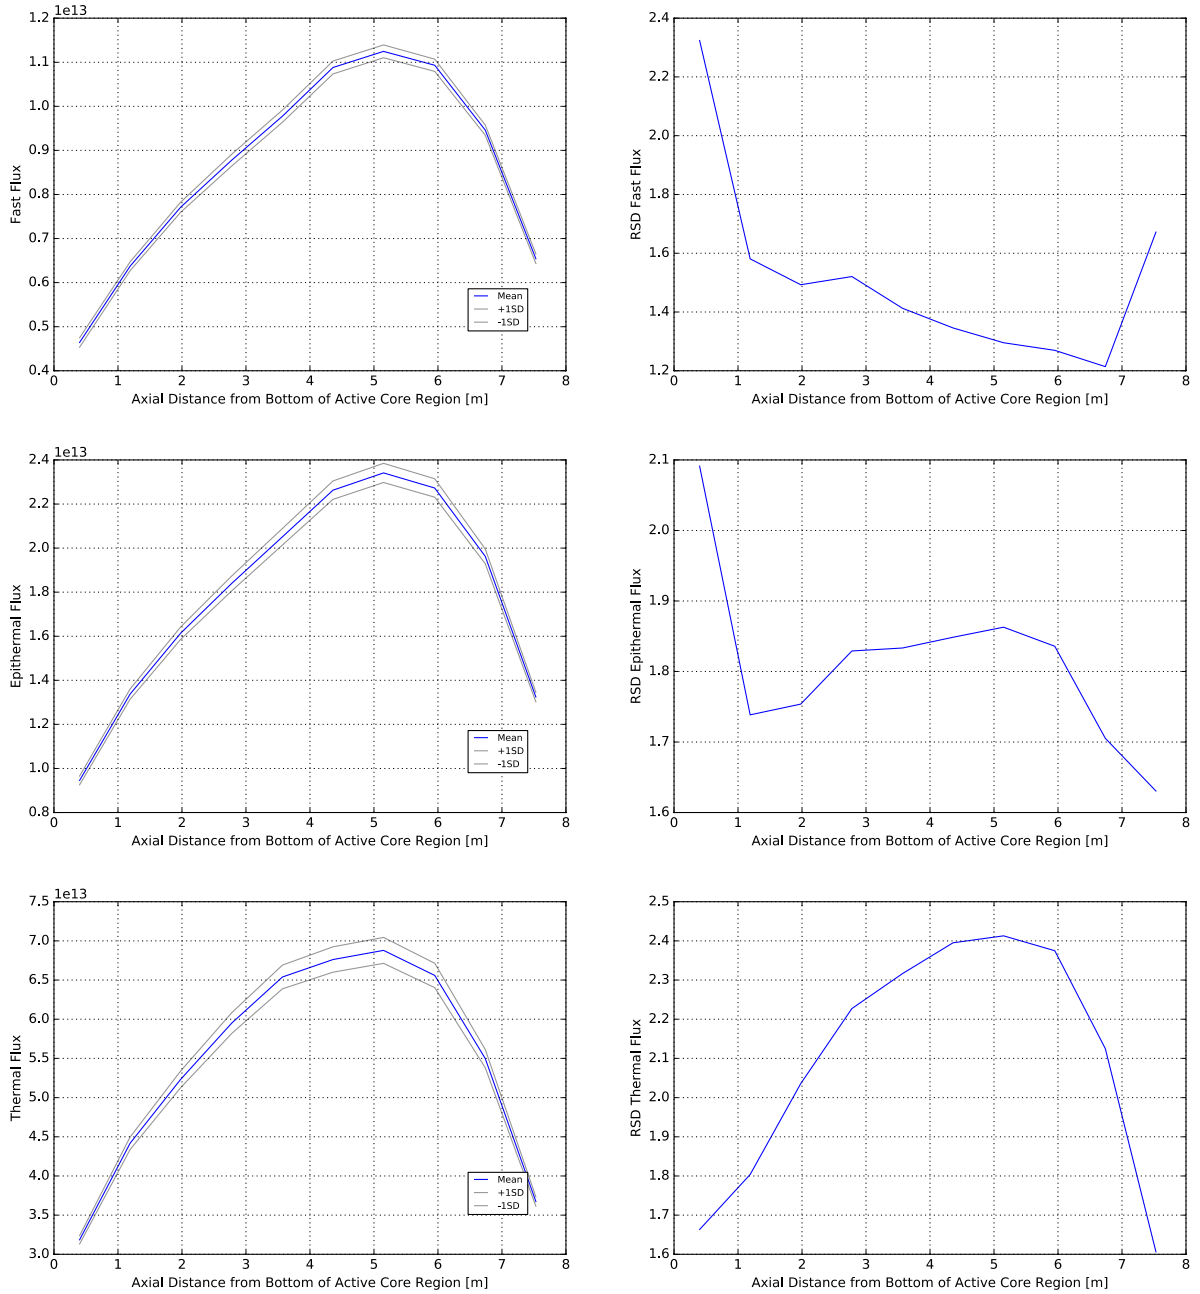 1e13
1.2
1.1
1.0
0.9
0.8
0.7
0.6
0.5
0.4
Fast Flux
Mean
+1SD
-1SD
0 1 2 3 4 5 6 7 8
Axial Distance from Bottom of Active Core Region [m]
2.4
2.2
2.0
1.8
1.6
1.4
1.2
RSD Fast Flux
0 1 2 3 4 5 6 7 8
Axial Distance from Bottom of Active Core Region [m]
1e13
2.4
2.2
2.0
1.8
1.6
1.4
1.2
1.0
0.8
Epithermal Flux
Mean
+1SD
-1SD
0 1 2 3 4 5 6 7 8
Axial Distance from Bottom of Active Core Region [m]
2.1
2.0
1.9
1.8
1.7
1.6
RSD Epithermal Flux
0 1 2 3 4 5 6 7 8
Axial Distance from Bottom of Active Core Region [m]
1e13
7.5
7.0
6.5
6.0
5.5
5.0
4.5
4.0
3.5
3.0
Thermal Flux
Mean
+1SD
-1SD
0 1 2 3 4 5 6 7 8
Axial Distance from Bottom of Active Core Region [m]
2.5
2.4
2.3
2.2
2.1
2.0
1.9
1.8
1.7
1.6
RSD Thermal Flux
0 1 2 3 4 5 6 7 8
Axial Distance from Bottom of Active Core Region [m]